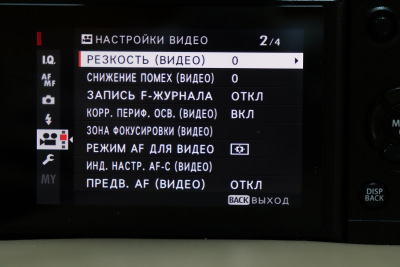 НАСТРОЙКИ ВИДЕО 2/4
I.Q. РЕЗКОСТЬ (ВИДЕО) 0
AF MF СНИЖЕНИЕ ПОМЕХ (ВИДЕО) 0
ЗАПИСЬ F-ЖУРНАЛА ОТКЛ
КОРР. ПЕРИФ. ОСВ. (ВИДЕО) ВКЛ
ЗОНА ФОКУСИРОВКИ (ВИДЕО)
РЕЖИМ AF ДЛЯ ВИДЕО
ИНД. НАСТР. AF-C (ВИДЕО)
MY ПРЕДВ. AF (ВИДЕО) ОТКЛ
BACK ВЫХОД
BACK
DISP
BACK